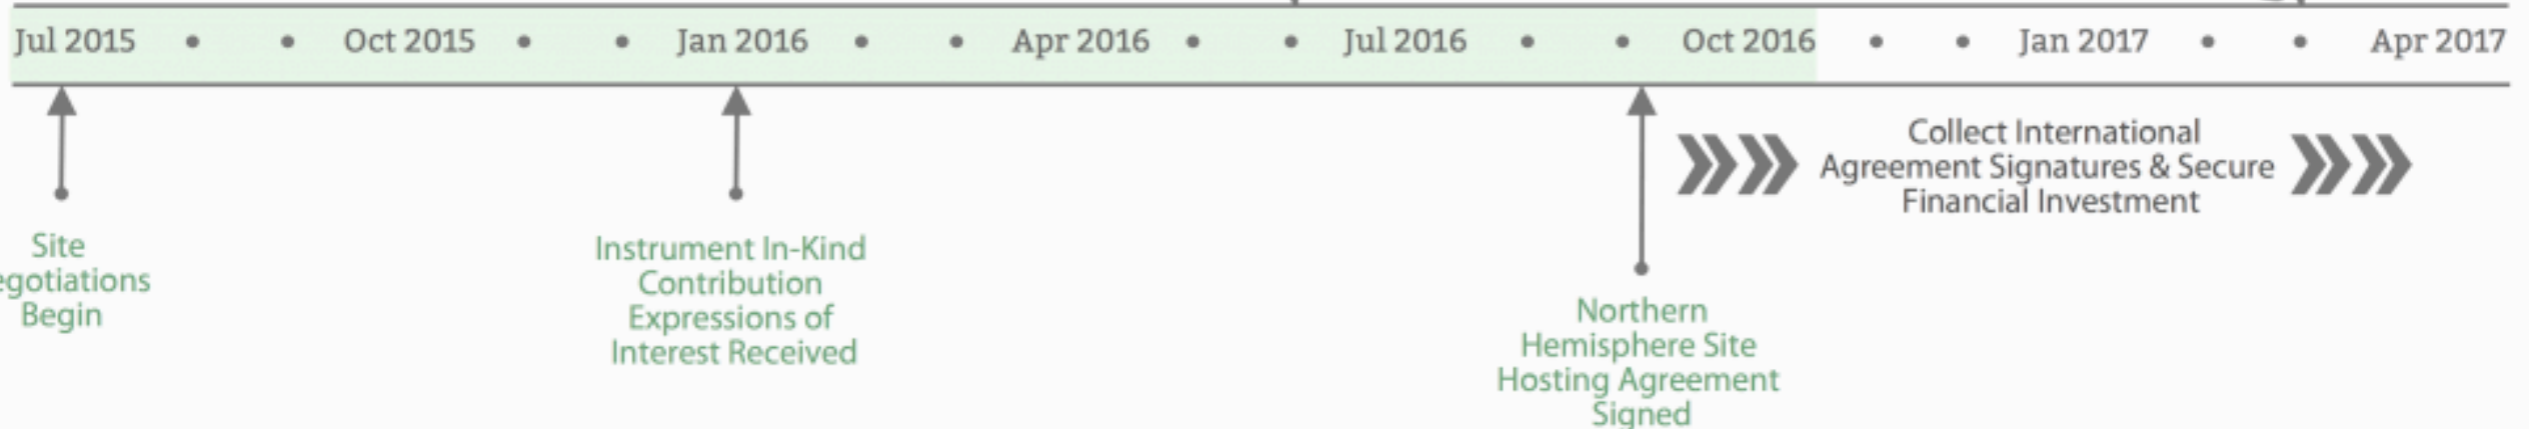 Jul 2015 • • Oct 2015 • • Jan 2016 • • Apr 2016 • • Jul 2016 • • Oct 2016 • • Jan 2017 • • Apr 2017
Site
egotiations
Begin
Instrument In-Kind
Contribution
Expressions of
Interest Received
Northern
Hemisphere Site
Hosting Agreement
Signed
Collect International
Agreement Signatures & Secure
Financial Investment